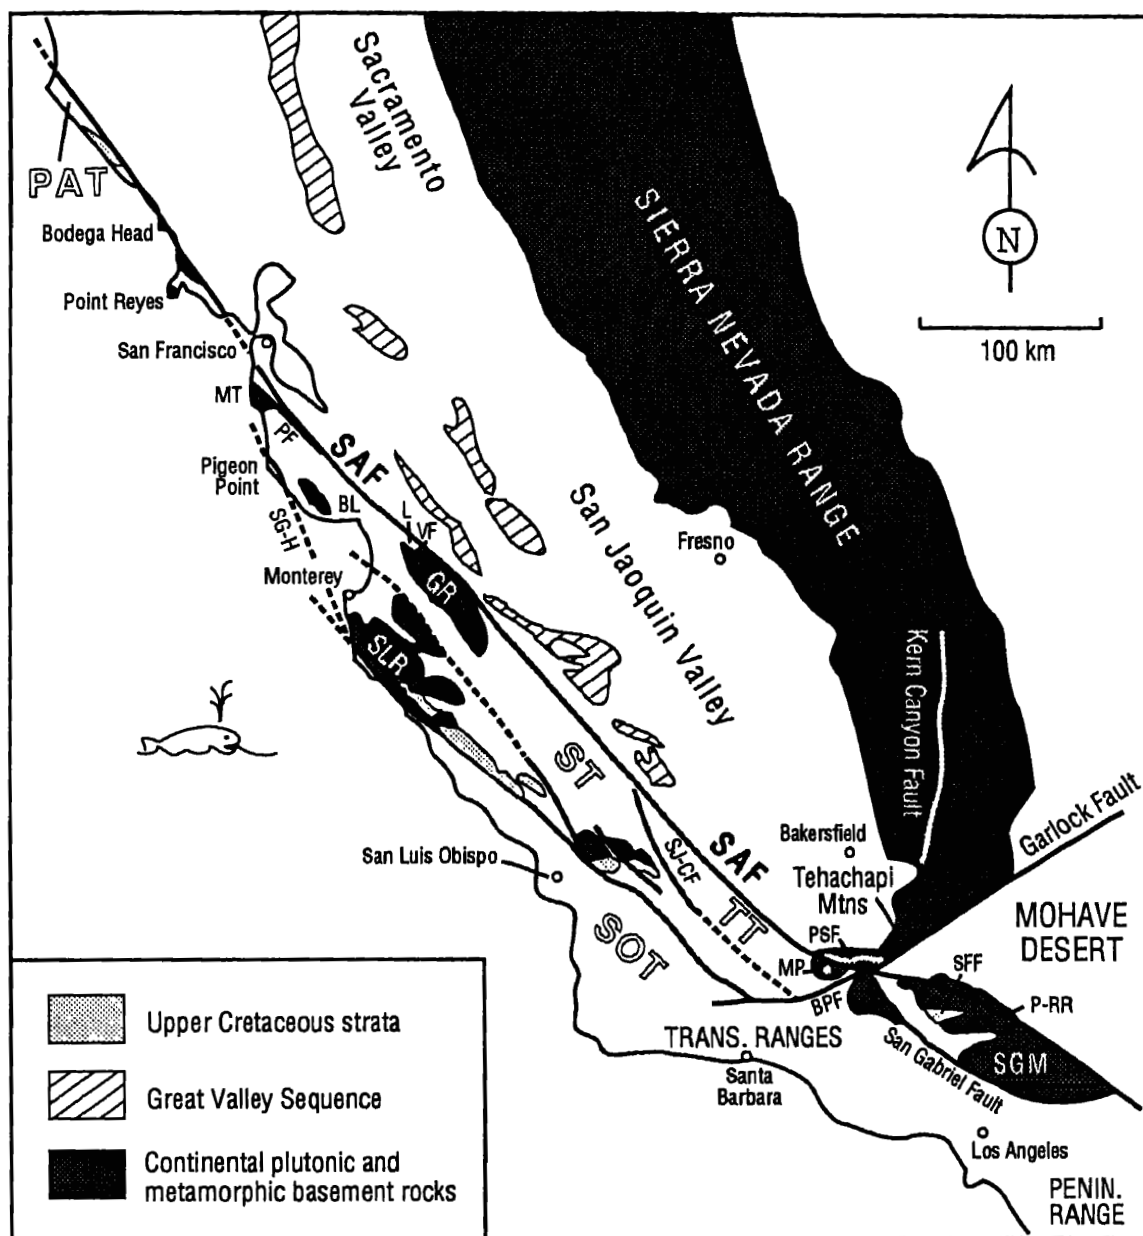 Sacramento
Valley
PAT
Bodega Head
Point Reyes
San Francisco
SIERRA NEVADA RANGE
N
100 km
MT
PF
SAF
Pigeon
Point
BL
L
VF
SG-H
Monterey
GR
SLR
San Jaoquin Valley
Fresno
Kern Canyon Fault
ST
SJ-CF
SAF
TT
San Luis Obispo
SOT
Bakersfield
Tehachapi
Mtns
Garlock Fault
MOHAVE
DESERT
PSF
MP
BPF
SFF
P-RR
SGM
San Gabriel Fault
TRANS. RANGES
Santa
Barbara
Los Angeles
PENIN.
RANGE
Upper Cretaceous strata
Great Valley Sequence
Continental plutonic and
metamorphic basement rocks